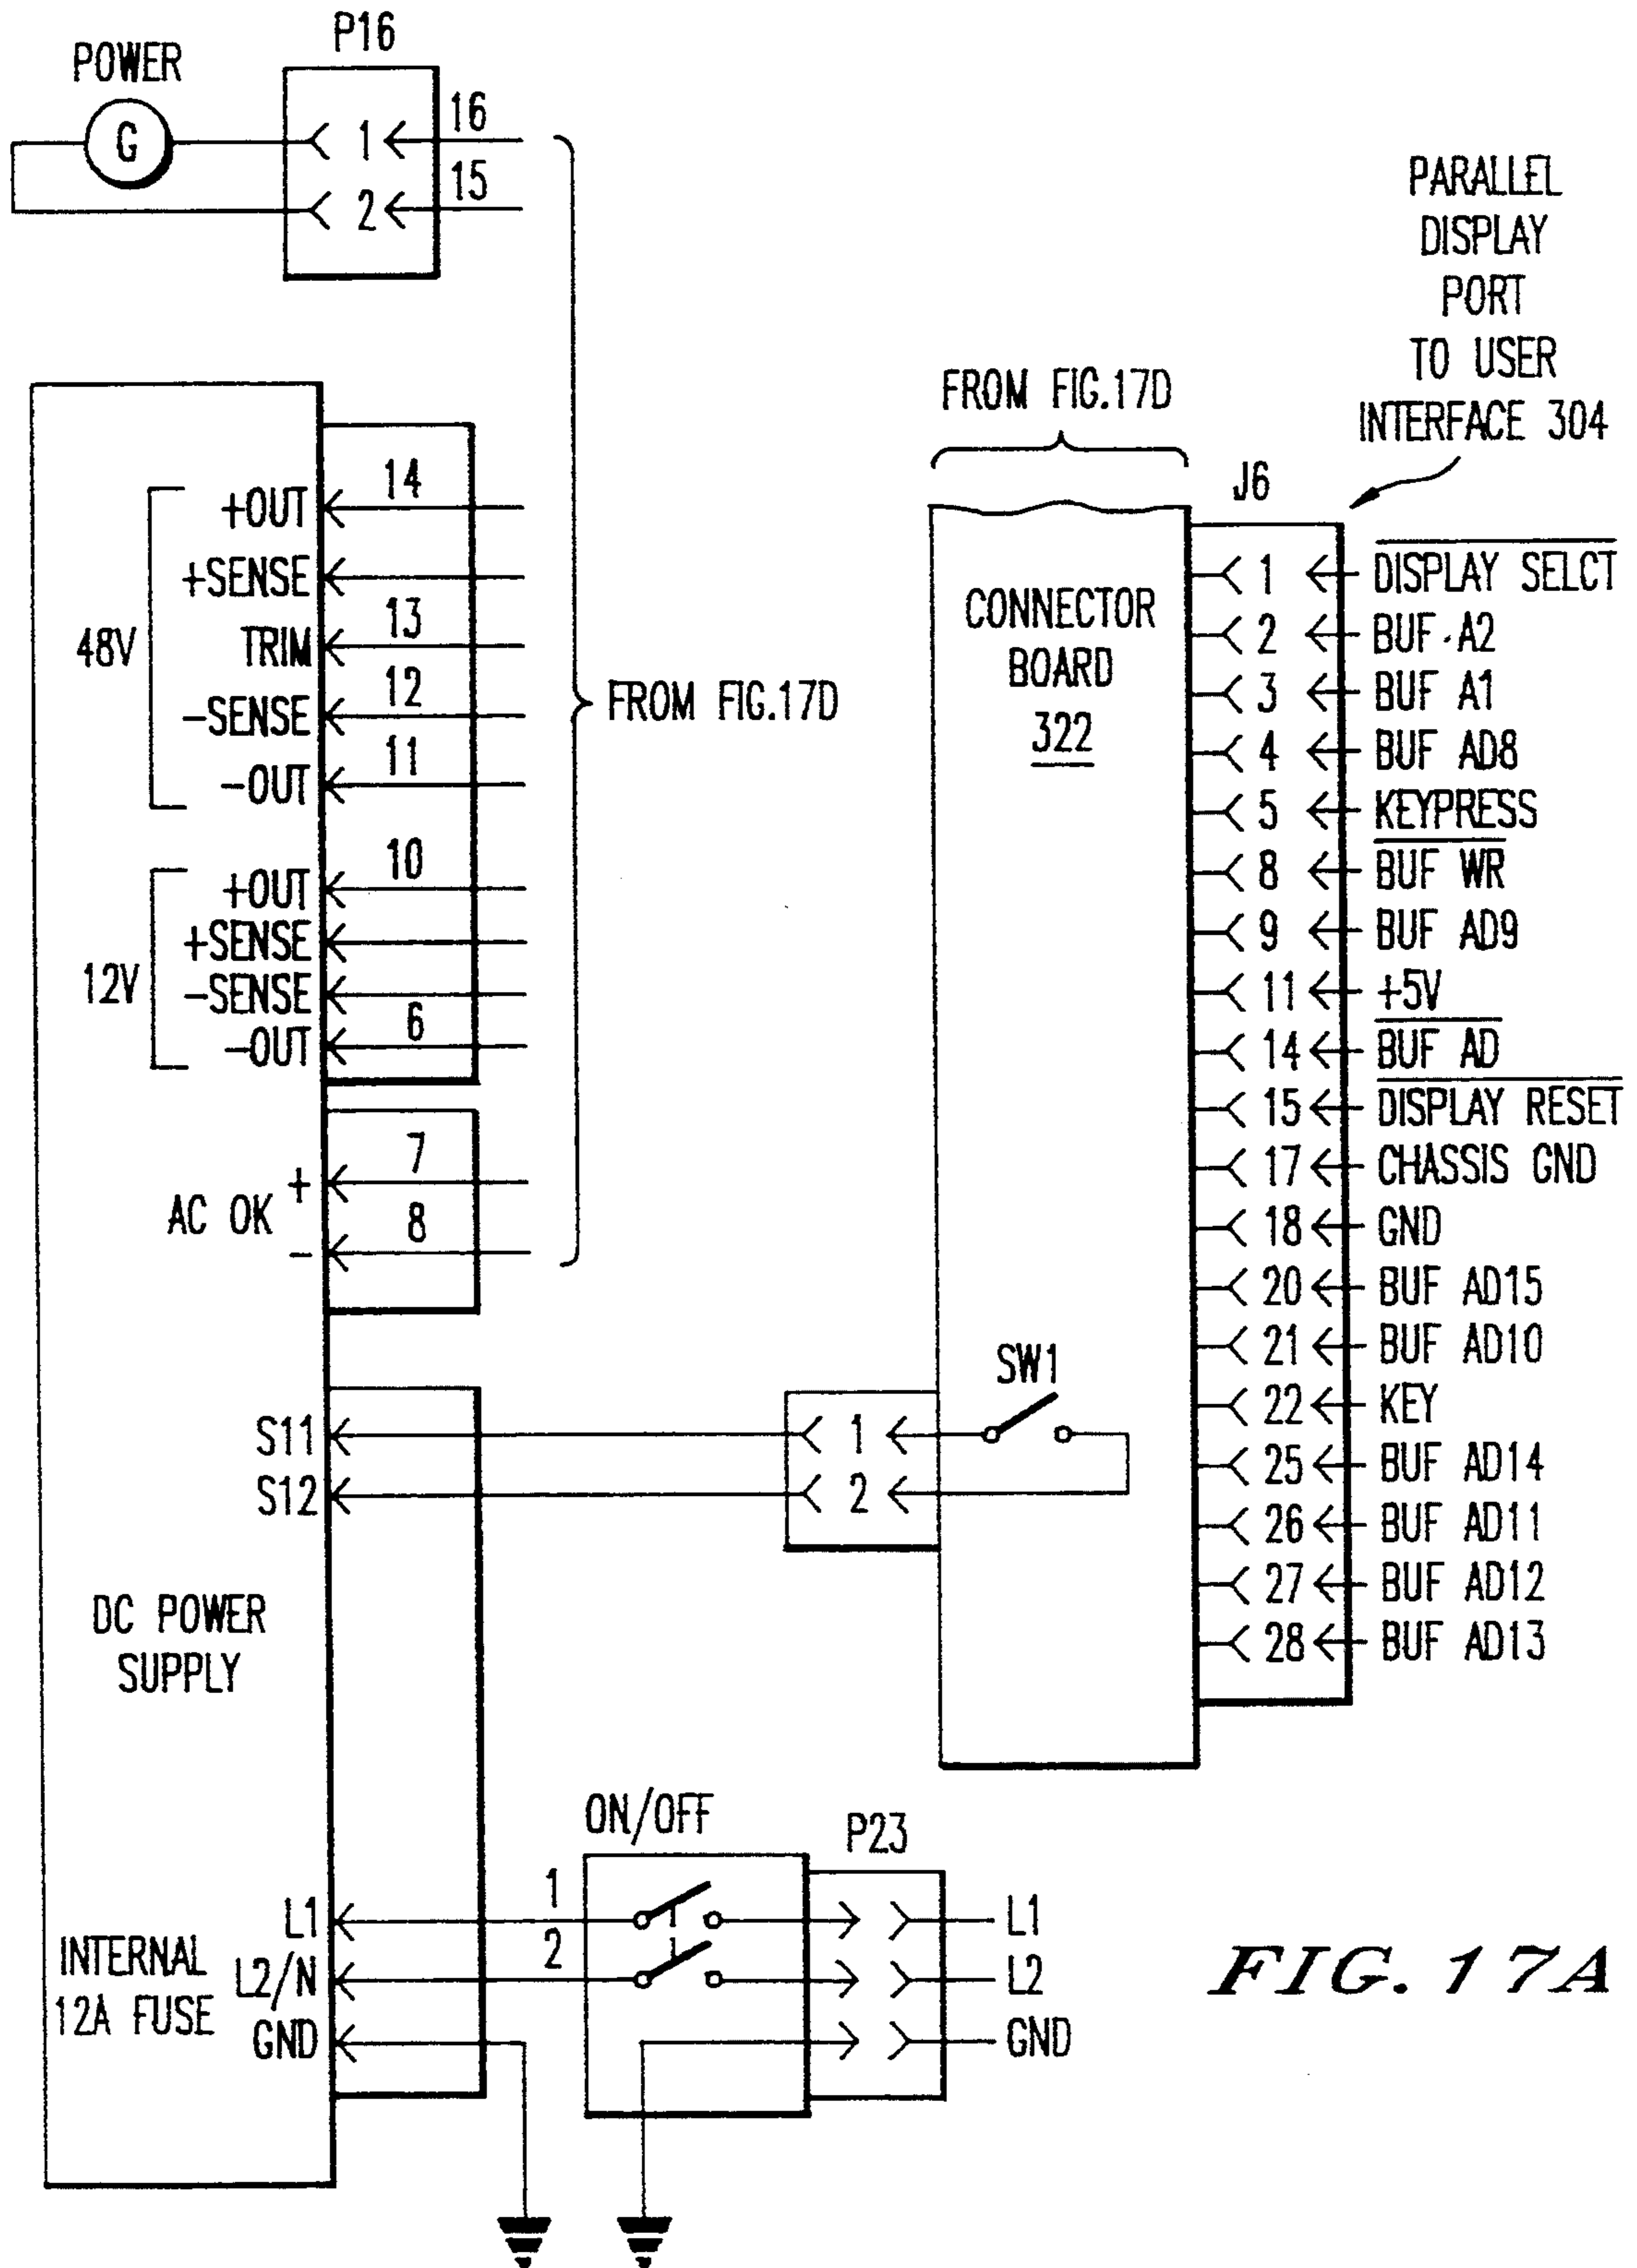 P16
POWER
G
1
16
2
15
PARALLEL
DISPLAY
PORT
TO USER
INTERFACE 304
FROM FIG.17D
48V
+OUT
14
+SENSE
TRIM
13
-SENSE
12
-OUT
11
12V
+OUT
10
+SENSE
-SENSE
-OUT
6
AC OK
+
7
-
8
FROM FIG.17D
CONNECTOR
BOARD
322
J6
1 DISPLAY SELCT
2 BUF A2
3 BUF A1
4 BUF AD8
5 KEYPRESS
8 BUF WR
9 BUF AD9
11 +5V
14 BUF AD
15 DISPLAY RESET
17 CHASSIS GND
18 GND
20 BUF AD15
21 BUF AD10
22 KEY
25 BUF AD14
26 BUF AD11
27 BUF AD12
28 BUF AD13
SW1
S11
1
S12
2
DC POWER
SUPPLY
ON/OFF
P23
L1
1
L1
L2/N
2
L2
GND
GND
INTERNAL
12A FUSE
FIG. 17A